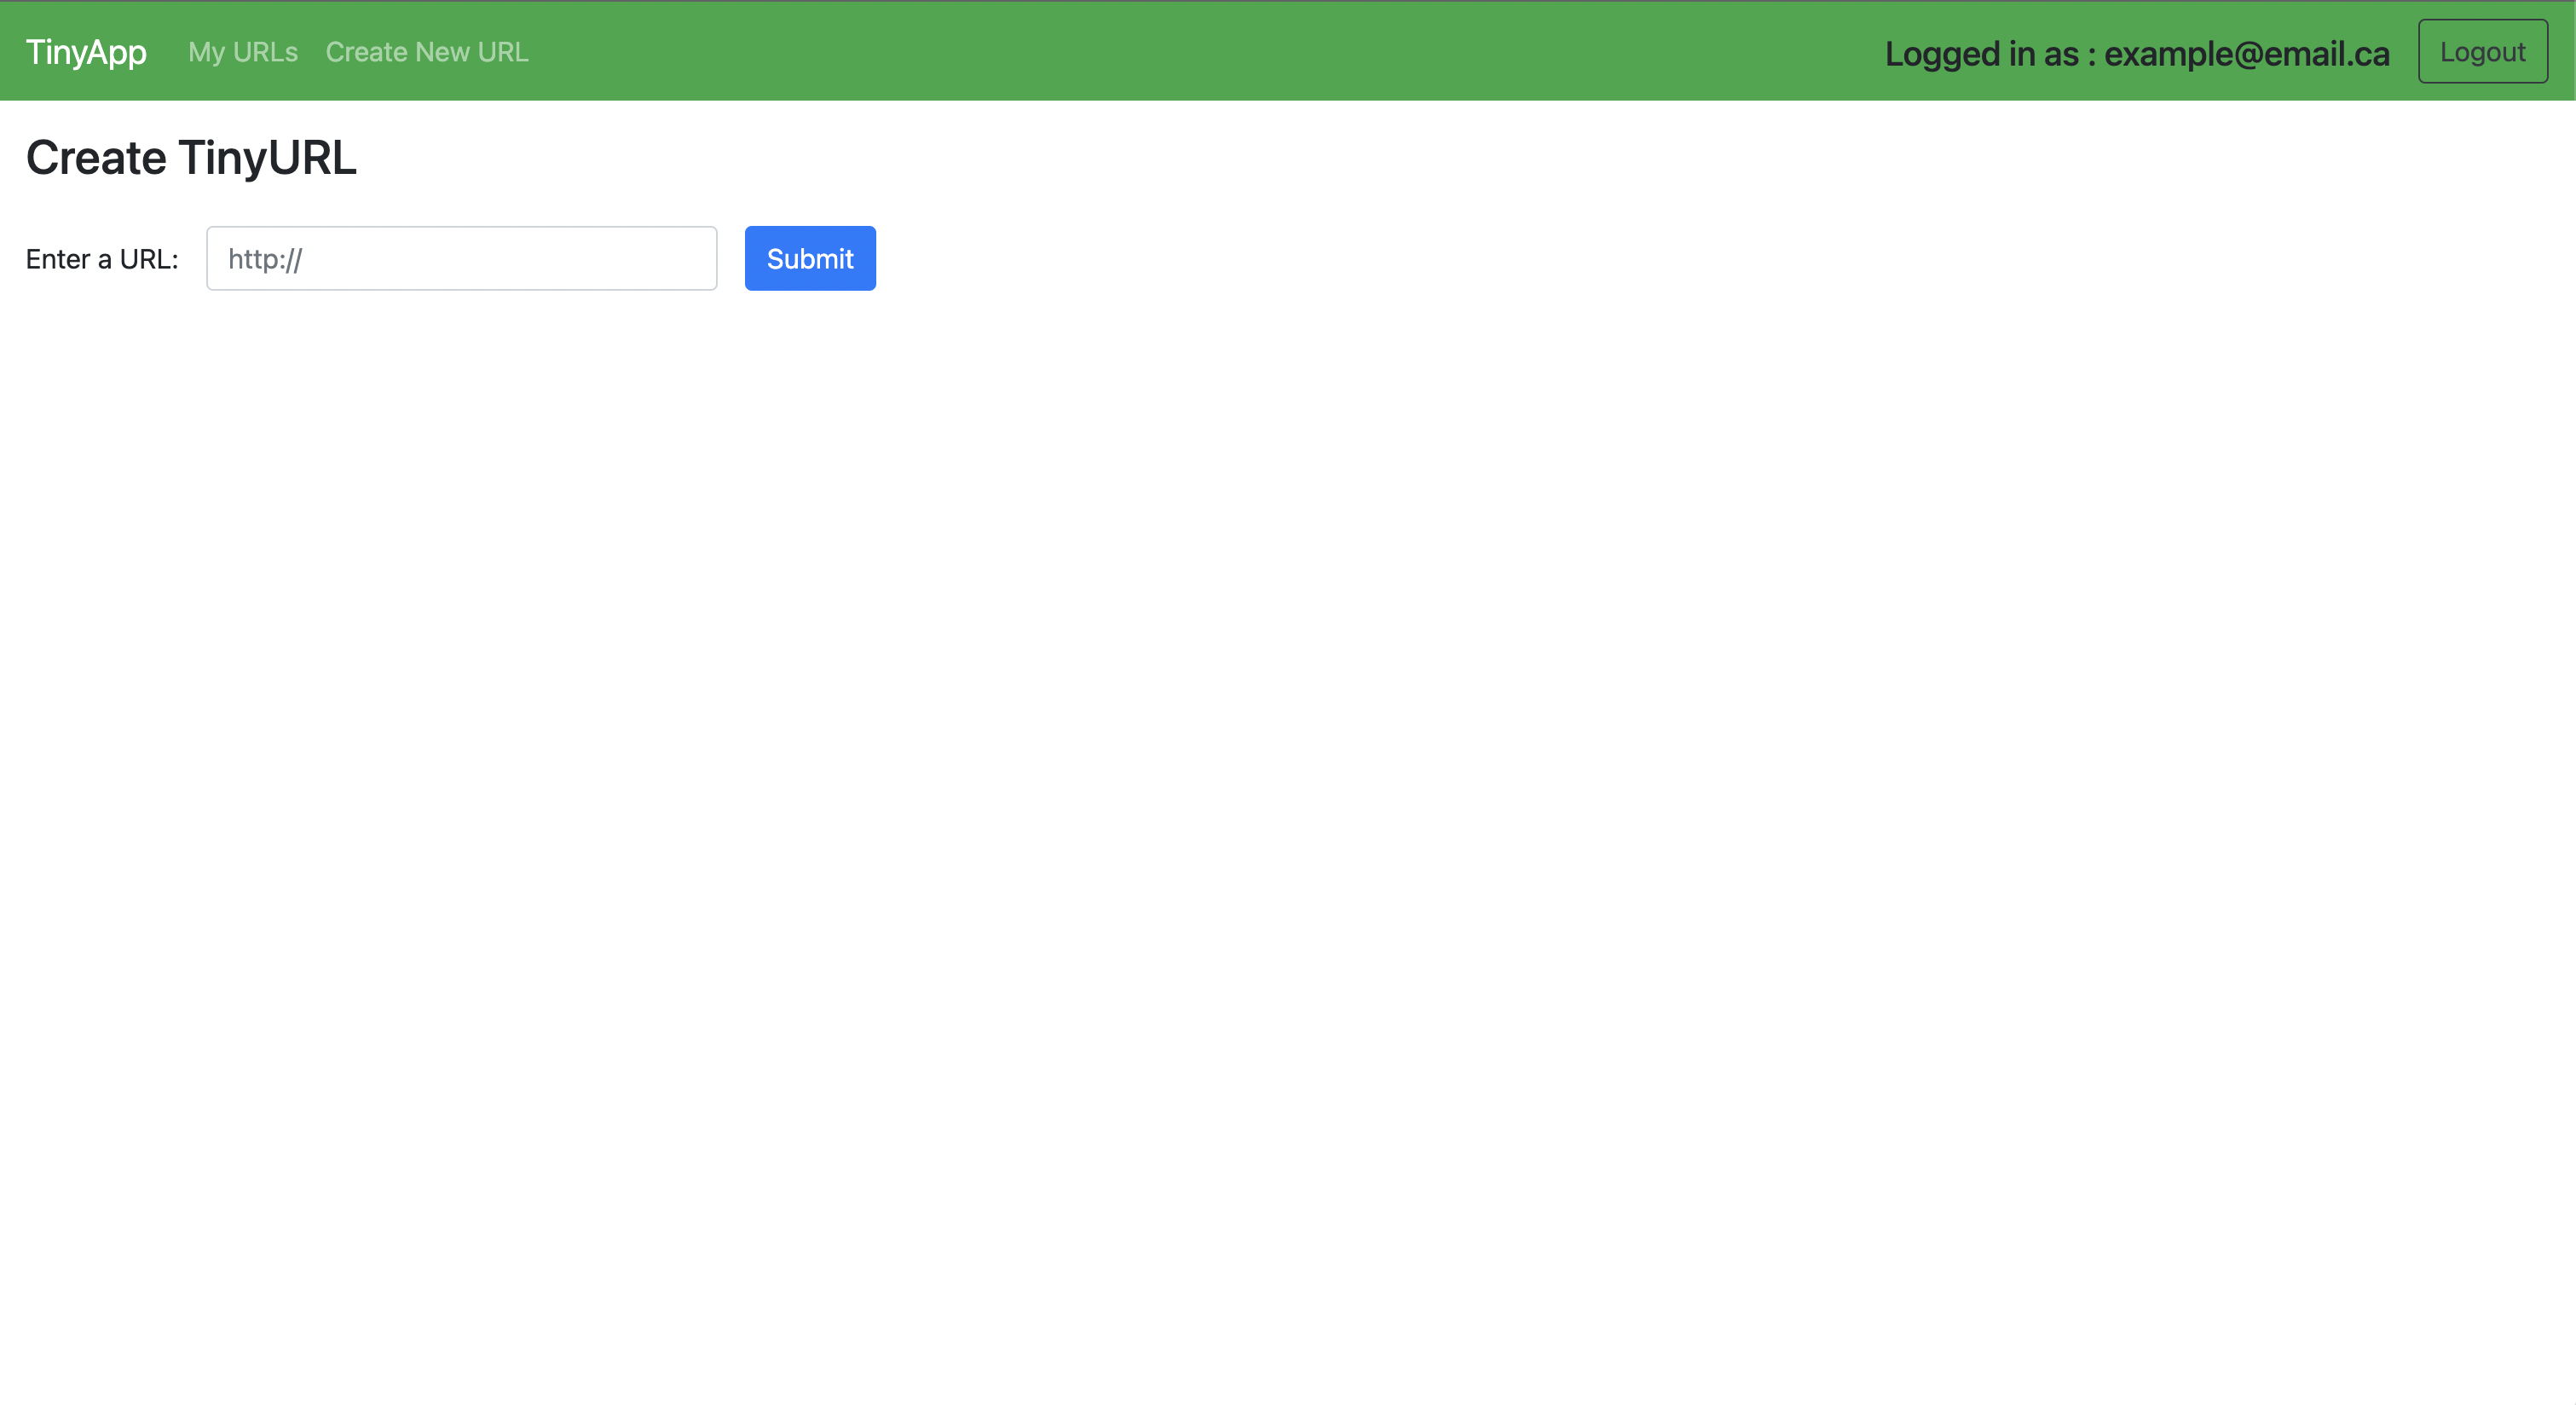 TinyApp My URLs Create New URL Logged in as : example@email.ca Logout
Create TinyURL
Enter a URL: http:// Submit